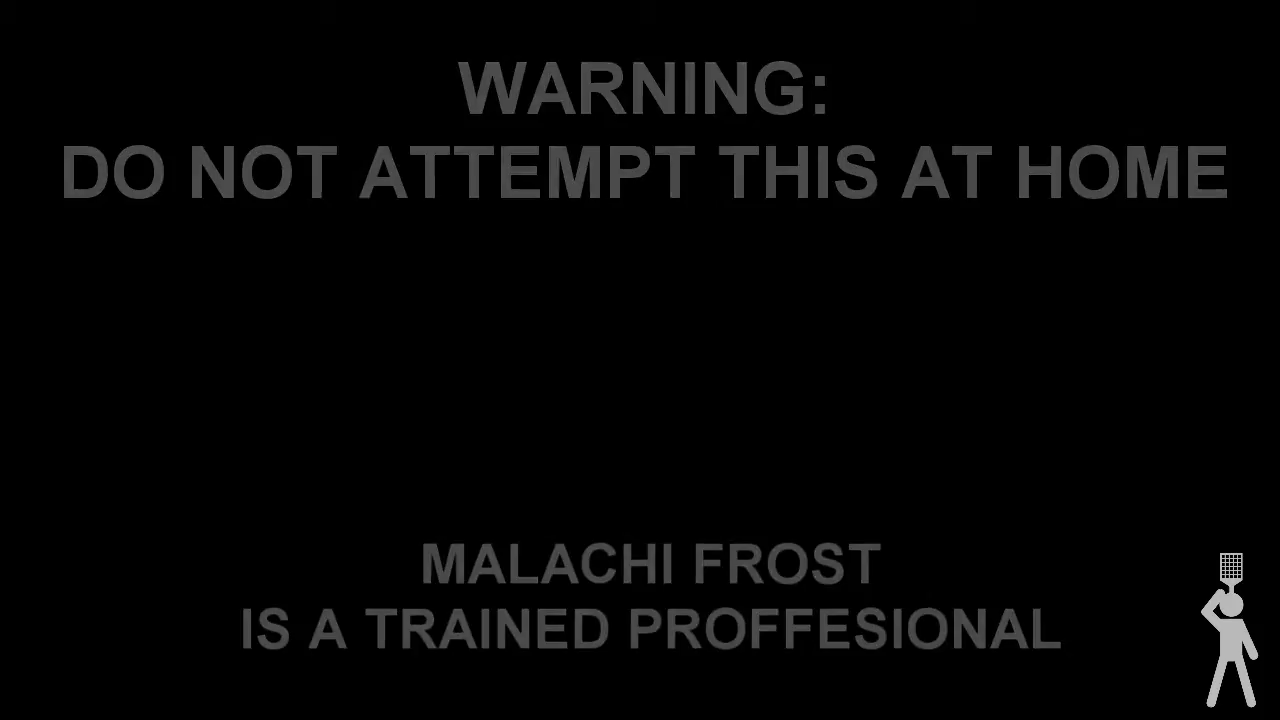 WARNING:
DO NOT ATTEMPT THIS AT HOME
MALACHI FROST
IS A TRAINED PROFFESIONAL